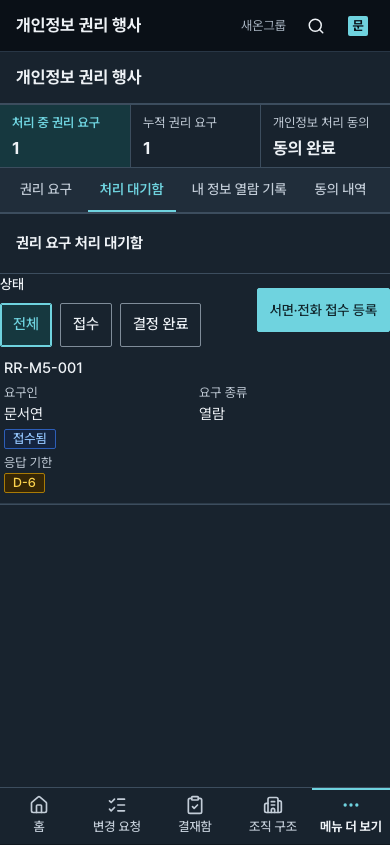 개인정보 권리 행사
새온그룹
문
개인정보 권리 행사
처리 중 권리 요구
1
누적 권리 요구
1
개인정보 처리 동의
동의 완료
권리 요구
처리 대기함
내 정보 열람 기록
동의 내역
권리 요구 처리 대기함
상태
전체
접수
결정 완료
서면·전화 접수 등록
RR-M5-001
요구인
문서연
요구 종류
열람
접수됨
응답 기한
D-6
홈
변경 요청
결재함
조직 구조
메뉴 더 보기